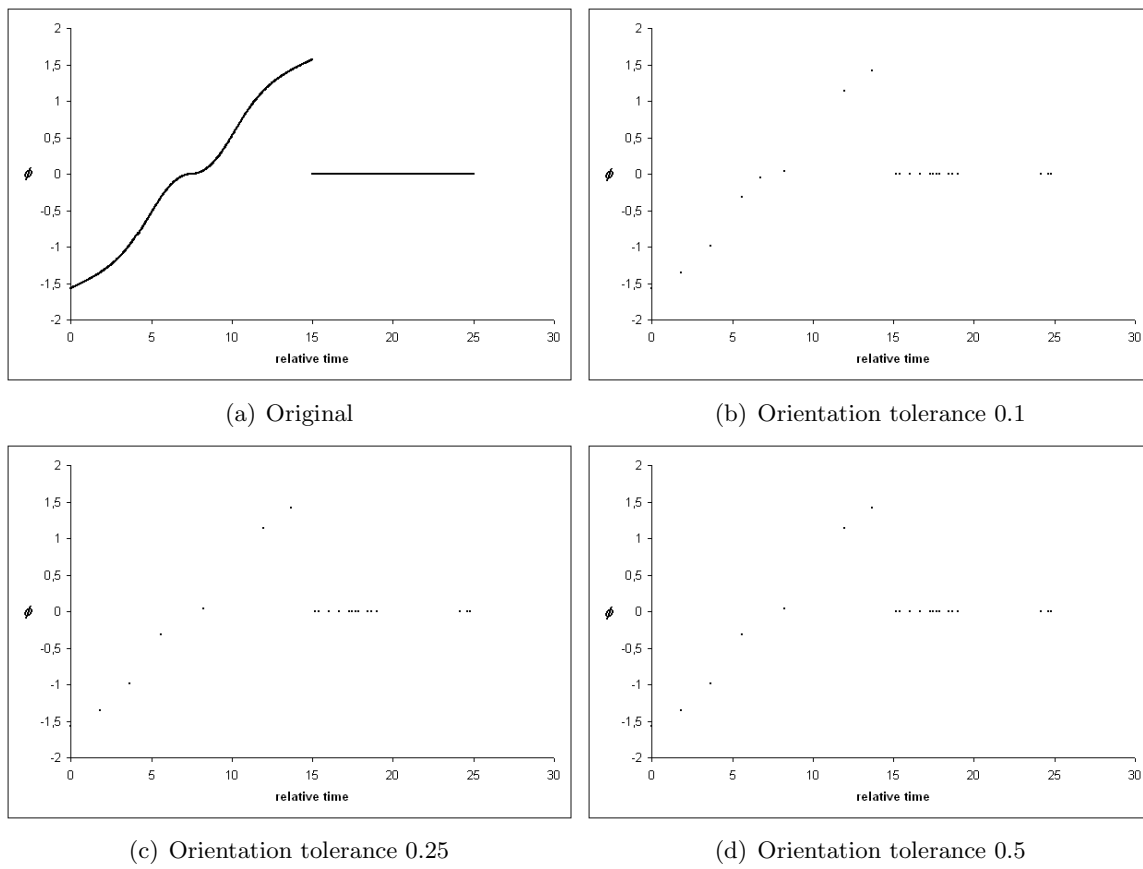 2
1,5
1
0,5
0
-0,5
-1
-1,5
-2
ϕ
0 5 10 15 20 25 30
relative time
(a) Original
2
1,5
1
0,5
0
-0,5
-1
-1,5
-2
ϕ
0 5 10 15 20 25 30
relative time
(b) Orientation tolerance 0.1
2
1,5
1
0,5
0
-0,5
-1
-1,5
-2
ϕ
0 5 10 15 20 25 30
relative time
(c) Orientation tolerance 0.25
2
1,5
1
0,5
0
-0,5
-1
-1,5
-2
ϕ
0 5 10 15 20 25 30
relative time
(d) Orientation tolerance 0.5